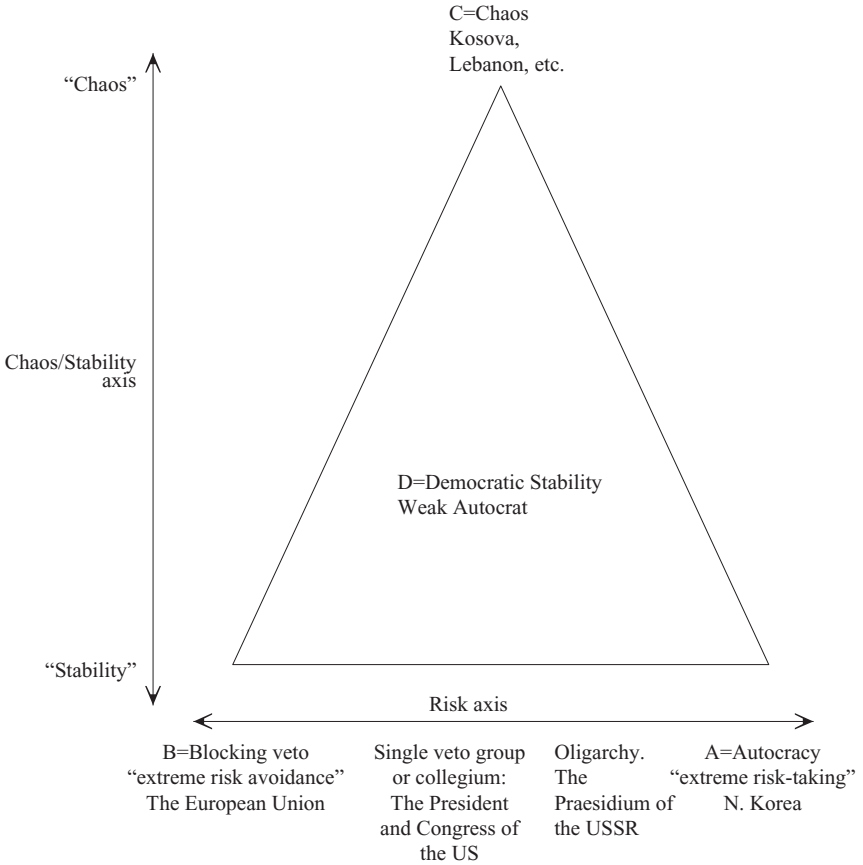 C=Chaos
Kosova,
Lebanon, etc.
“Chaos”
Chaos/Stability
axis
D=Democratic Stability
Weak Autocrat
“Stability”
Risk axis
B=Blocking veto
“extreme risk avoidance”
The European Union
Single veto group
or collegium:
The President
and Congress of
the US
Oligarchy.
The
Praesidium of
the USSR
A=Autocracy
“extreme risk-taking”
N. Korea